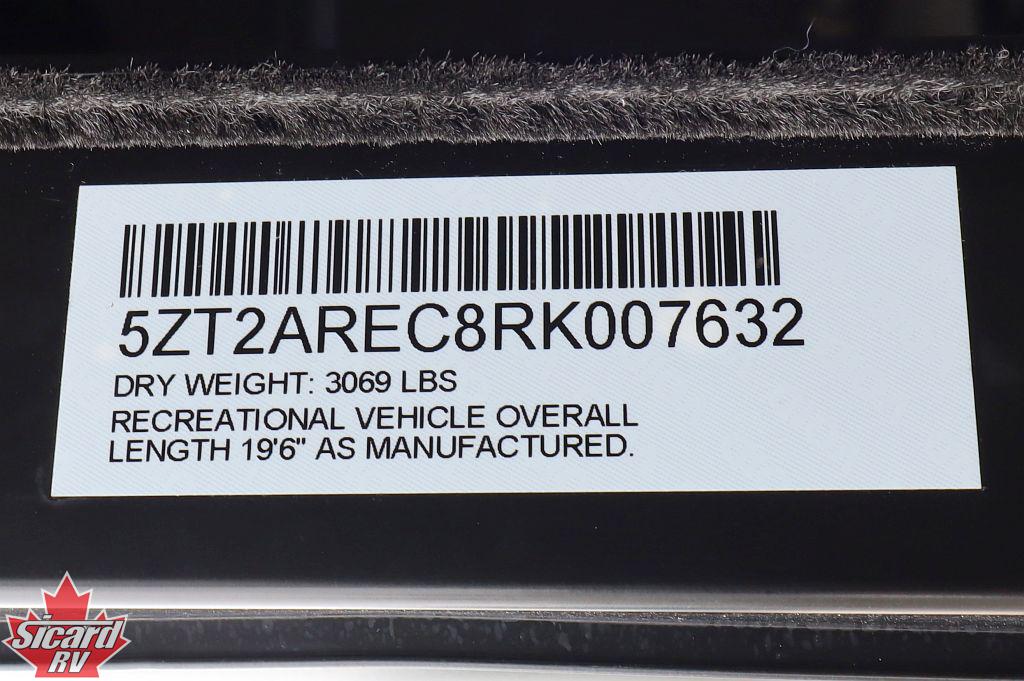 5ZT2AREC8RK007632
DRY WEIGHT: 3069 LBS
RECREATIONAL VEHICLE OVERALL
LENGTH 19'6" AS MANUFACTURED.
Sicard
RV